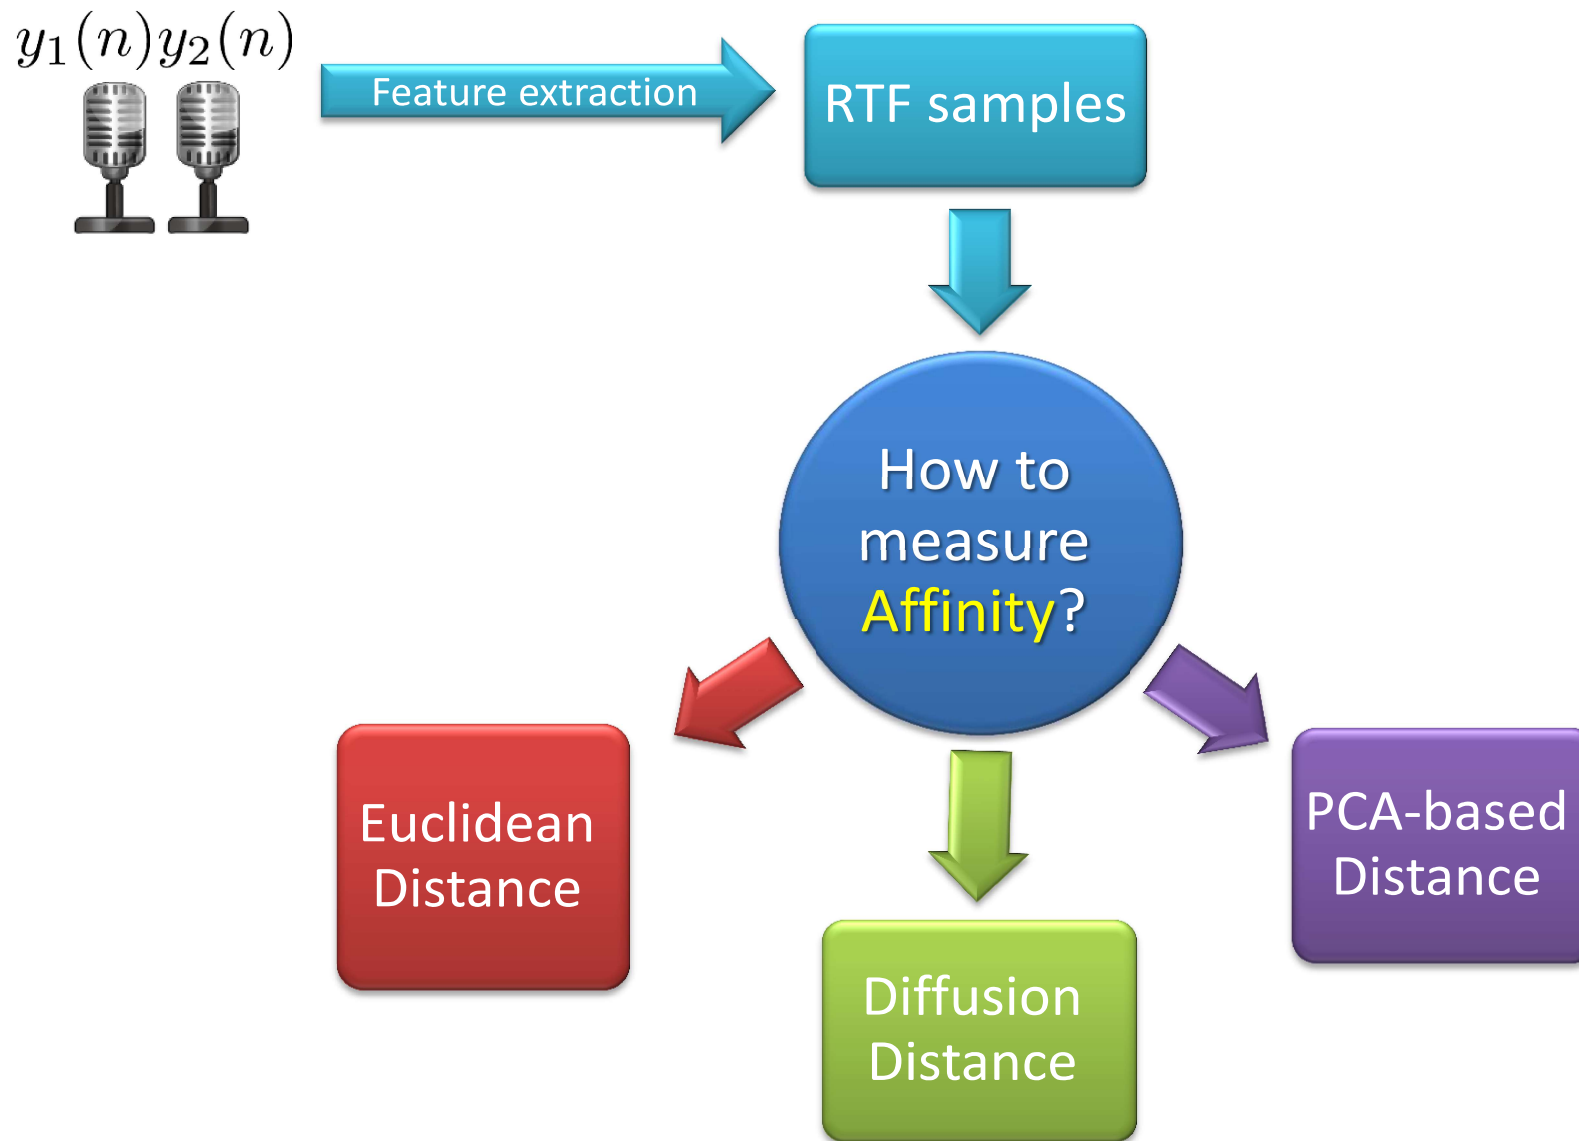 y₁(n)y₂(n)
Feature extraction
RTF samples
How to
measure
Affinity?
Euclidean
Distance
PCA-based
Distance
Diffusion
Distance